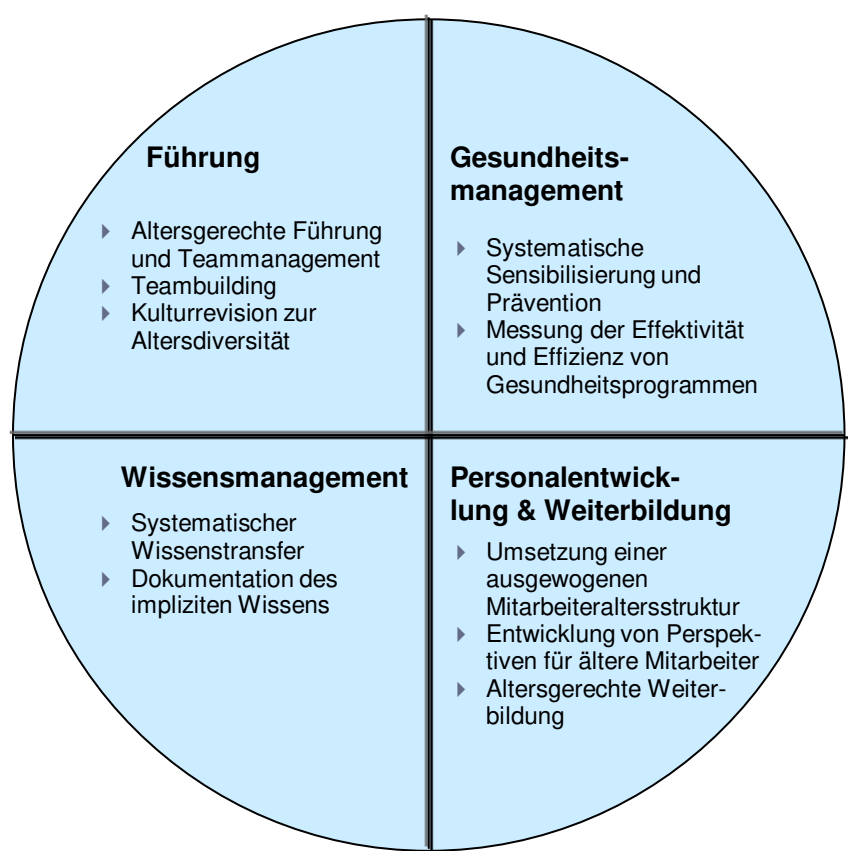 Führung
Altersgerechte Führung
und Teammanagement
Teambuilding
Kulturrevision zur
Altersdiversität
Gesundheits-
management
Systematische
Sensibilisierung und
Prävention
Messung der Effektivität
und Effizienz von
Gesundheitsprogrammen
Wissensmanagement
Systematischer
Wissenstransfer
Dokumentation des
impliziten Wissens
Personalentwick-
lung & Weiterbildung
Umsetzung einer
ausgewogenen
Mitarbeiteraltersstruktur
Entwicklung von Perspek-
tiven für ältere Mitarbeiter
Altersgerechte Weiter-
bildung